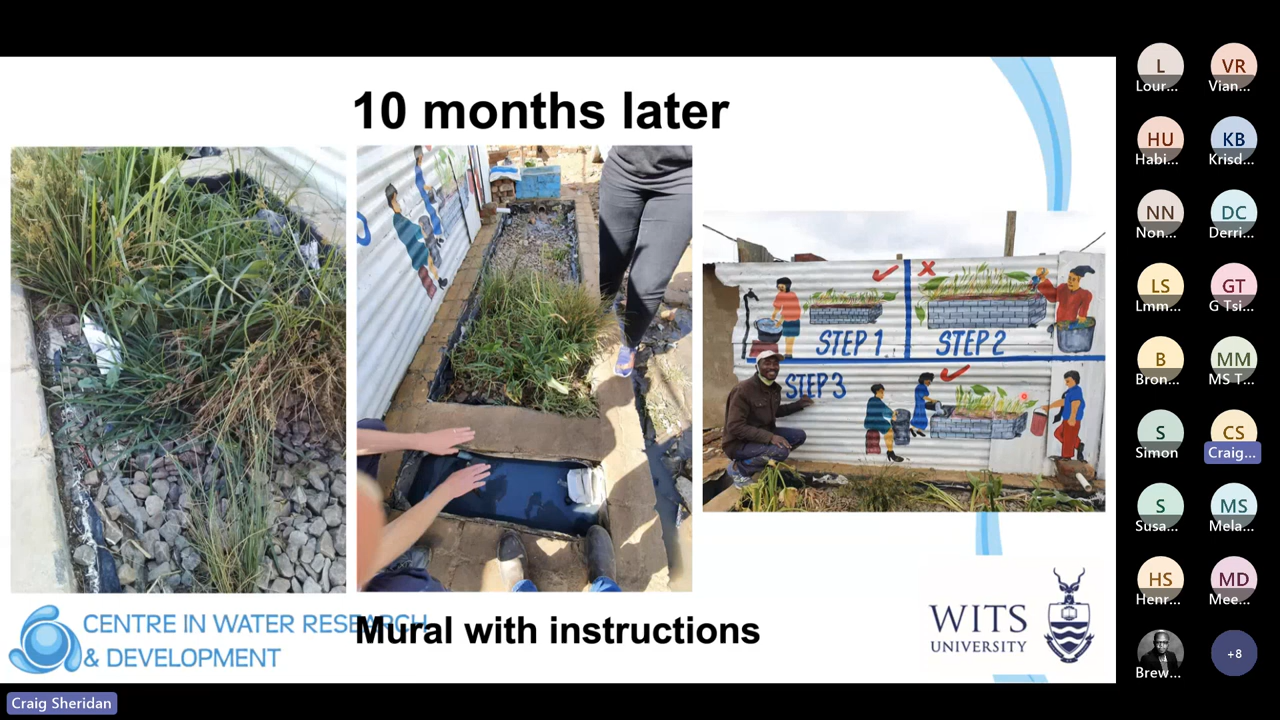 10 months later
STEP 1
STEP 2
STEP 3
CENTRE IN WATER RESEARCH
& DEVELOPMENT
Mural with instructions
WITS
UNIVERSITY
Craig Sheridan
L
Lour...
VR
Vian...
HU
Habi...
KB
Krisd...
NN
Non...
DC
Derri...
LS
Lmm...
GT
G Tsi...
B
Bron...
MM
MS T...
S
Simon
CS
Craig...
S
Susa...
MS
Mela...
HS
Henr...
MD
Mee...
Brew...
+8